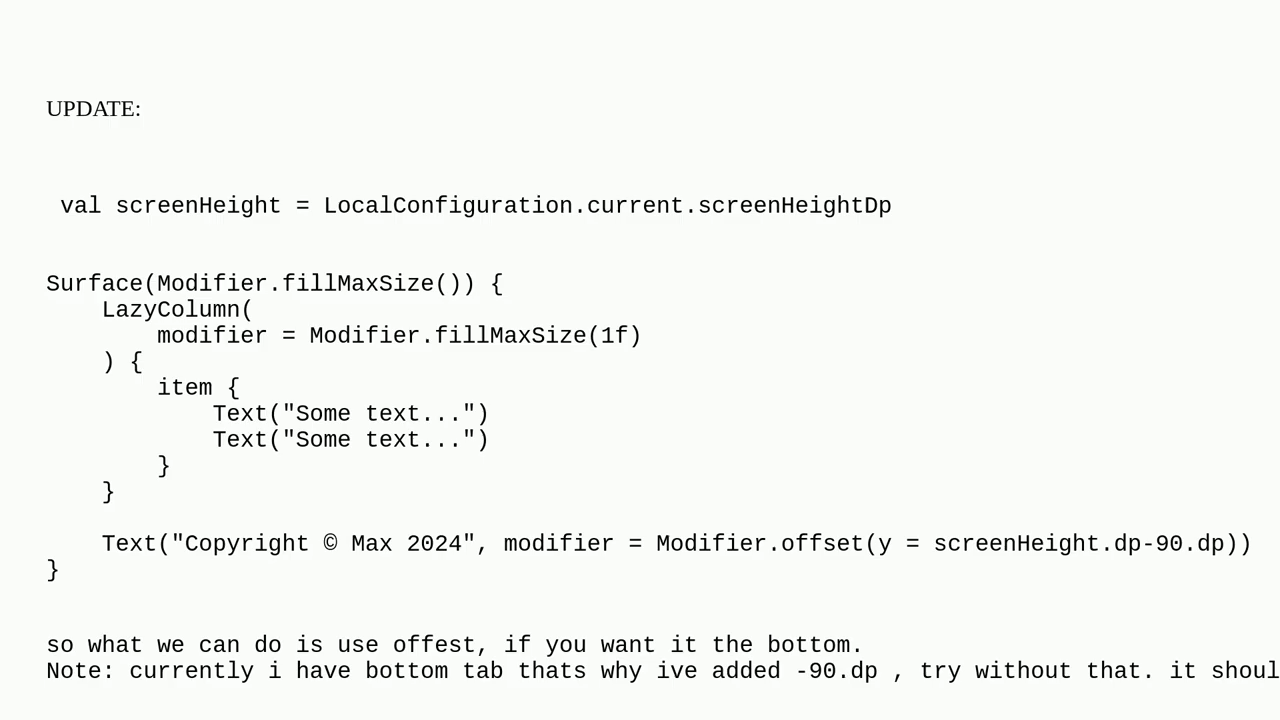 UPDATE:
val screenHeight = LocalConfiguration.current.screenHeightDp
Surface(Modifier.fillMaxSize()) {
    LazyColumn(
        modifier = Modifier.fillMaxSize(1f)
    ) {
        item {
            Text("Some text...")
            Text("Some text...")
        }
    }
    Text("Copyright © Max 2024", modifier = Modifier.offset(y = screenHeight.dp-90.dp))
}
so what we can do is use offest, if you want it the bottom.
Note: currently i have bottom tab thats why ive added -90.dp , try without that. it shoul